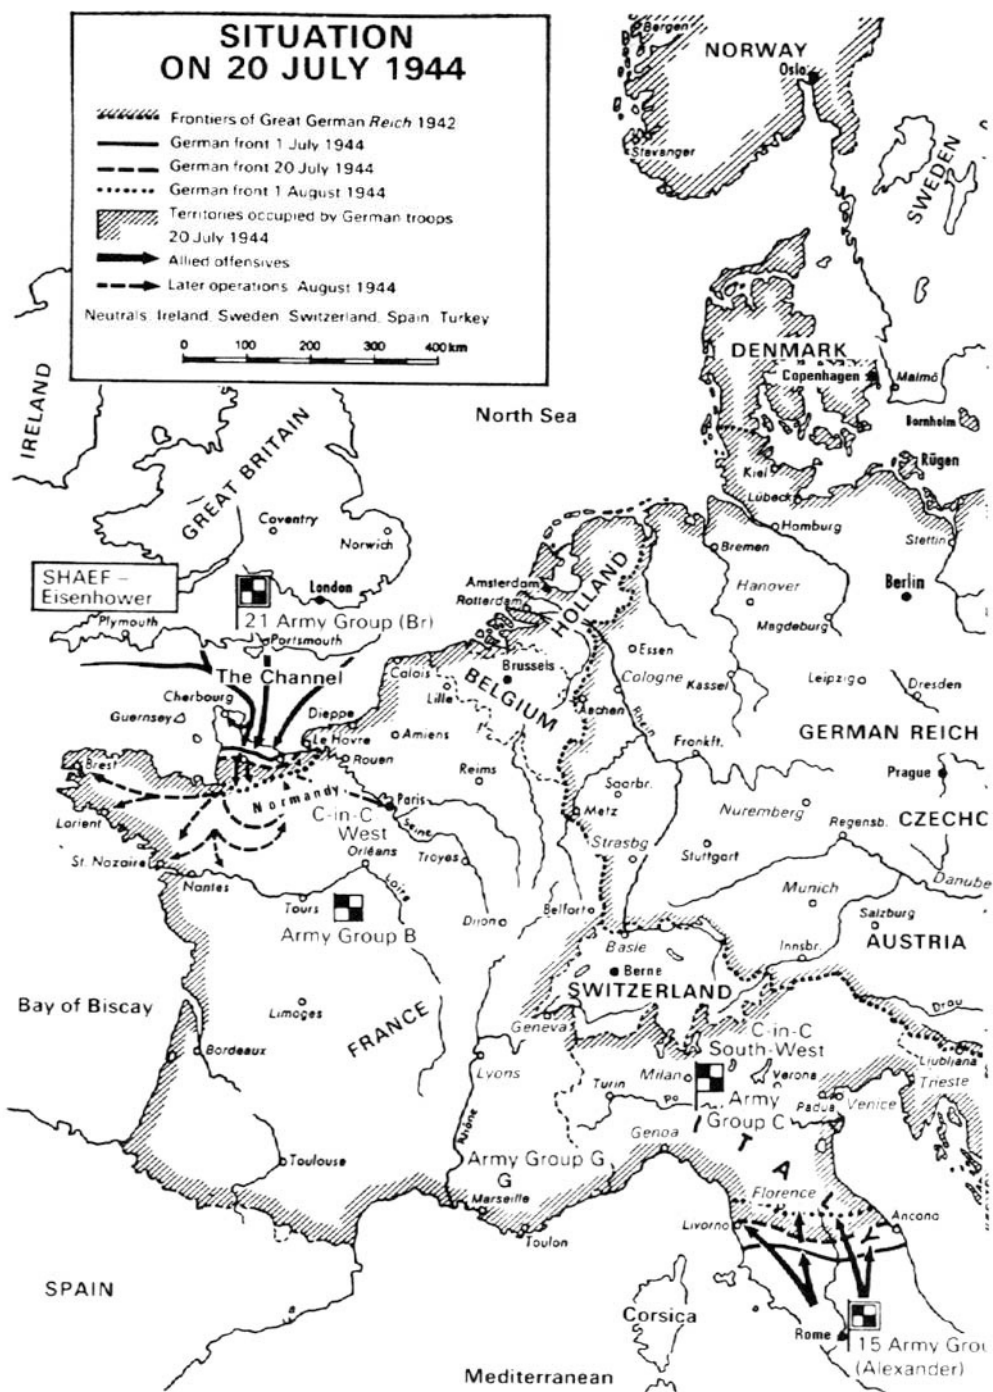 SITUATION
ON 20 JULY 1944
Frontiers of Great German Reich 1942
German front 1 July 1944
German front 20 July 1944
German front 1 August 1944
Territories occupied by German troops
20 July 1944
Allied offensives
Later operations August 1944
Neutrals: Ireland, Sweden, Switzerland, Spain, Turkey
0 100 200 300 400 km
Bergen
NORWAY
Oslo
Stavanger
SWEDEN
DENMARK
Copenhagen
Malmö
Bornholm
Rügen
Kiel
Lübeck
Hamburg
Stettin
Bremen
North Sea
IRELAND
GREAT BRITAIN
Coventry
Norwich
SHAEF –
Eisenhower
London
Plymouth
21 Army Group (Br)
Portsmouth
The Channel
Amsterdam
Rotterdam
HOLLAND
Hanover
Berlin
Magdeburg
Essen
Brussels
BELGIUM
Calais
Lille
Cologne
Kassel
Leipzig
Dresden
Aachen
Rhein
Cherbourg
Guernsey
Dieppe
Le Havre
Amiens
Rouen
Frankft.
GERMAN REICH
Prague
Brest
Reims
Saarbr.
Metz
Nuremberg
Regensb.
CZECHO
Normandy
Paris
C-in-C
West
Seine
Lorient
Orléans
Troyes
Strasbg
Stuttgart
Danube
St. Nazaire
Nantes
Loire
Tours
Munich
Salzburg
Army Group B
Dijon
Belfort
Basle
Innsbr.
AUSTRIA
Berne
SWITZERLAND
Drau
Bay of Biscay
Limoges
FRANCE
Geneva
C-in-C
South-West
Ljubljana
Bordeaux
Lyons
Turin
Milan
Verona
Trieste
Po
Padua
Venice
Army
Group C
Rhône
Genoa
ITALY
Toulouse
Army Group G
G
Marseille
Toulon
Florence
Livorno
Ancona
SPAIN
Corsica
Rome
15 Army Grou
(Alexander)
Mediterranean